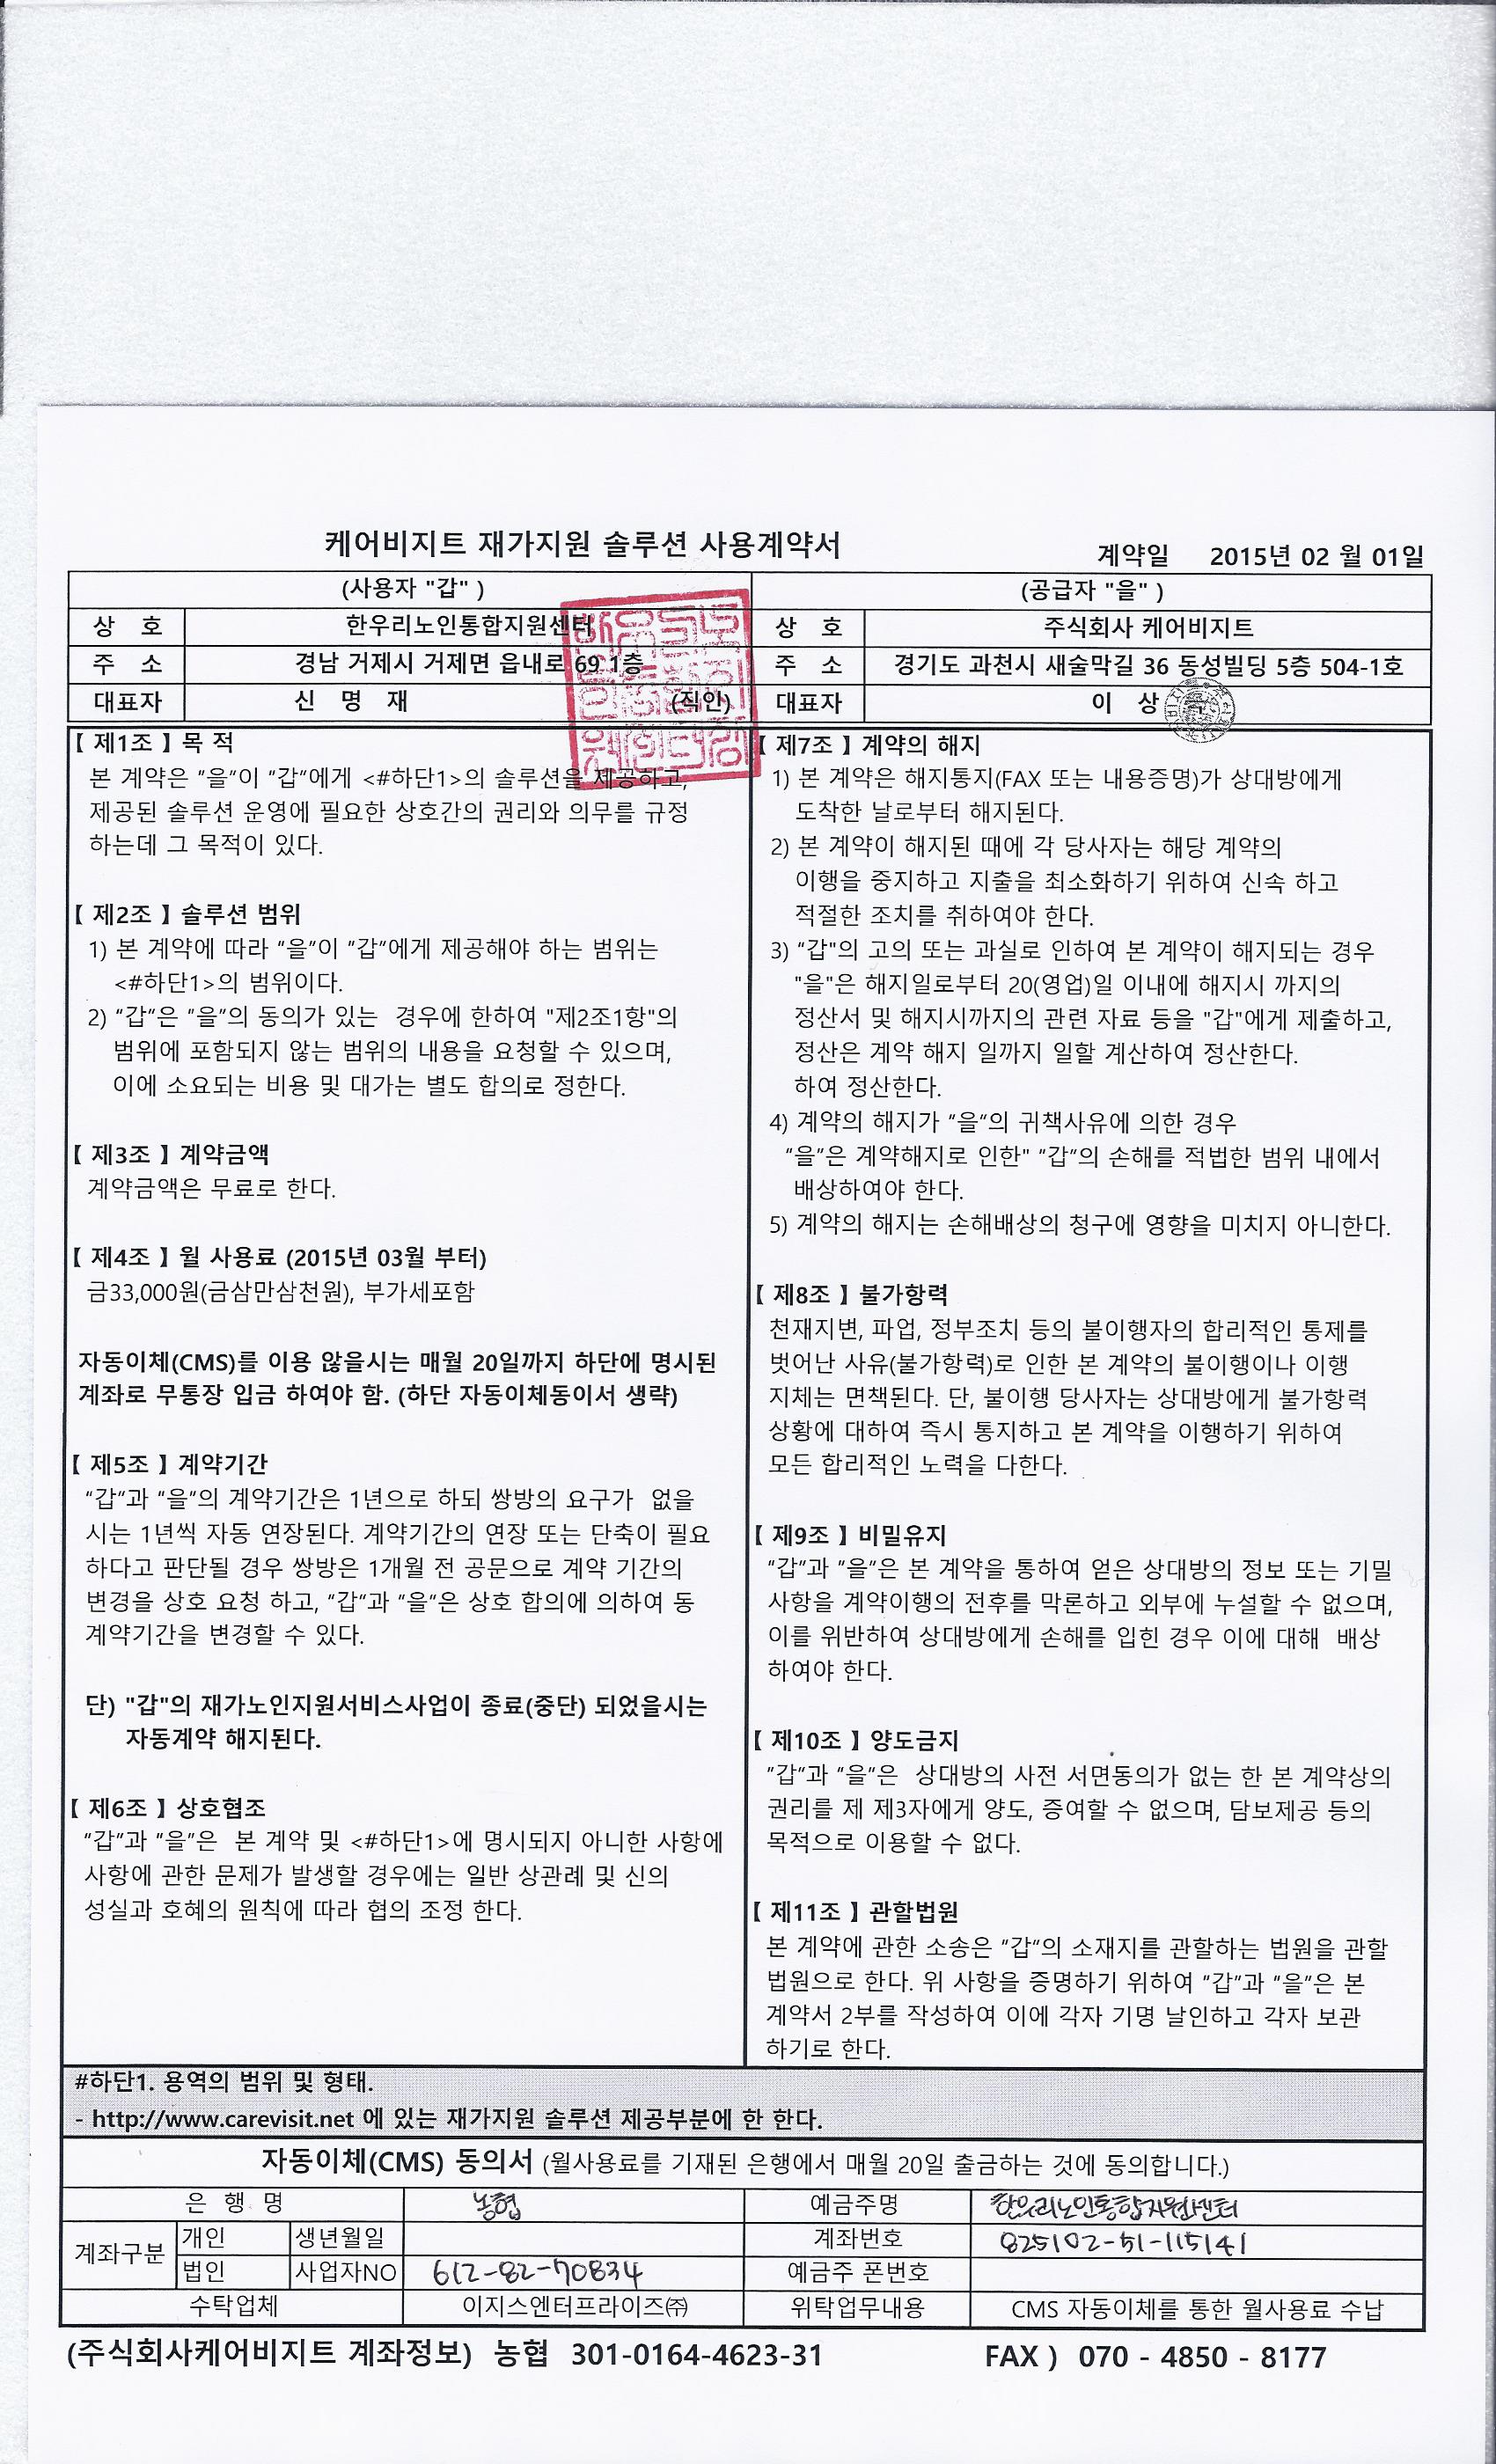 케어비지트 재가지원 솔루션 사용계약서
계약일 2015년 02 월 01일
(사용자 "갑" ) (공급자 "을" )
상 호 한우리노인통합지원센터 상 호 주식회사 케어비지트
주 소 경남 거제시 거제면 읍내로 69 1층 주 소 경기도 과천시 새술막길 36 동성빌딩 5층 504-1호
대표자 신 명 재 (직인) 대표자 이 상
【 제1조 】 목 적
본 계약은 "을"이 "갑"에게 <#하단1>의 솔루션을 제공하고,
제공된 솔루션 운영에 필요한 상호간의 권리와 의무를 규정
하는데 그 목적이 있다.
【 제2조 】 솔루션 범위
1) 본 계약에 따라 "을"이 "갑"에게 제공해야 하는 범위는
<#하단1>의 범위이다.
2) "갑"은 "을"의 동의가 있는 경우에 한하여 "제2조1항"의
범위에 포함되지 않는 범위의 내용을 요청할 수 있으며,
이에 소요되는 비용 및 대가는 별도 합의로 정한다.
【 제3조 】 계약금액
계약금액은 무료로 한다.
【 제4조 】 월 사용료 (2015년 03월 부터)
금33,000원(금삼만삼천원), 부가세포함
자동이체(CMS)를 이용 않을시는 매월 20일까지 하단에 명시된
계좌로 무통장 입금 하여야 함. (하단 자동이체동이서 생략)
【 제5조 】 계약기간
"갑"과 "을"의 계약기간은 1년으로 하되 쌍방의 요구가 없을
시는 1년씩 자동 연장된다. 계약기간의 연장 또는 단축이 필요
하다고 판단될 경우 쌍방은 1개월 전 공문으로 계약 기간의
변경을 상호 요청 하고, "갑"과 "을"은 상호 합의에 의하여 동
계약기간을 변경할 수 있다.
단) "갑"의 재가노인지원서비스사업이 종료(중단) 되었을시는
자동계약 해지된다.
【 제6조 】 상호협조
"갑"과 "을"은 본 계약 및 <#하단1>에 명시되지 아니한 사항에
사항에 관한 문제가 발생할 경우에는 일반 상관례 및 신의
성실과 호혜의 원칙에 따라 협의 조정 한다.
【 제7조 】 계약의 해지
1) 본 계약은 해지통지(FAX 또는 내용증명)가 상대방에게
도착한 날로부터 해지된다.
2) 본 계약이 해지된 때에 각 당사자는 해당 계약의
이행을 중지하고 지출을 최소화하기 위하여 신속 하고
적절한 조치를 취하여야 한다.
3) "갑"의 고의 또는 과실로 인하여 본 계약이 해지되는 경우
"을"은 해지일로부터 20(영업)일 이내에 해지시 까지의
정산서 및 해지시까지의 관련 자료 등을 "갑"에게 제출하고,
정산은 계약 해지 일까지 일할 계산하여 정산한다.
하여 정산한다.
4) 계약의 해지가 "을"의 귀책사유에 의한 경우
"을"은 계약해지로 인한" "갑"의 손해를 적법한 범위 내에서
배상하여야 한다.
5) 계약의 해지는 손해배상의 청구에 영향을 미치지 아니한다.
【 제8조 】 불가항력
천재지변, 파업, 정부조치 등의 불이행자의 합리적인 통제를
벗어난 사유(불가항력)로 인한 본 계약의 불이행이나 이행
지체는 면책된다. 단, 불이행 당사자는 상대방에게 불가항력
상황에 대하여 즉시 통지하고 본 계약을 이행하기 위하여
모든 합리적인 노력을 다한다.
【 제9조 】 비밀유지
"갑"과 "을"은 본 계약을 통하여 얻은 상대방의 정보 또는 기밀
사항을 계약이행의 전후를 막론하고 외부에 누설할 수 없으며,
이를 위반하여 상대방에게 손해를 입힌 경우 이에 대해 배상
하여야 한다.
【 제10조 】 양도금지
"갑"과 "을"은 상대방의 사전 서면동의가 없는 한 본 계약상의
권리를 제 제3자에게 양도, 증여할 수 없으며, 담보제공 등의
목적으로 이용할 수 없다.
【 제11조 】 관할법원
본 계약에 관한 소송은 "갑"의 소재지를 관할하는 법원을 관할
법원으로 한다. 위 사항을 증명하기 위하여 "갑"과 "을"은 본
계약서 2부를 작성하여 이에 각자 기명 날인하고 각자 보관
하기로 한다.
#하단1. 용역의 범위 및 형태.
- http://www.carevisit.net 에 있는 재가지원 솔루션 제공부분에 한 한다.
자동이체(CMS) 동의서 (월사용료를 기재된 은행에서 매월 20일 출금하는 것에 동의합니다.)
은 행 명 농협 예금주명 한우리노인통합지원센터
계좌구분 개인 생년월일 계좌번호 825102-51-115141
법인 사업자NO 612-82-70834 예금주 폰번호
수탁업체 이지스엔터프라이즈㈜ 위탁업무내용 CMS 자동이체를 통한 월사용료 수납
(주식회사케어비지트 계좌정보) 농협 301-0164-4623-31 FAX ) 070 - 4850 - 8177